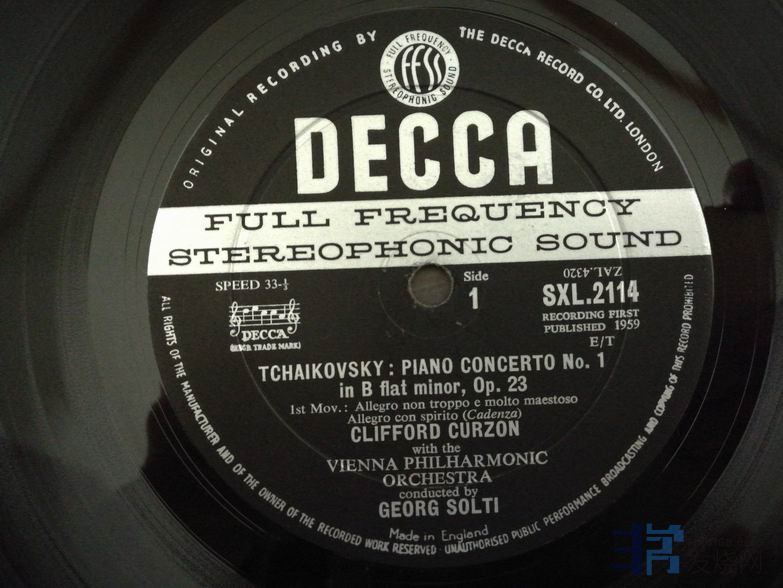 ORIGINAL RECORDING BY
THE DECCA RECORD CO. LTD. LONDON
FULL FREQUENCY
ffss
STEREOPHONIC SOUND
DECCA
FULL FREQUENCY
STEREOPHONIC SOUND
SPEED 33-⅓
Side
1
ZAL.4320
SXL.2114
RECORDING FIRST
PUBLISHED 1959
E/T
DECCA
(REGD. TRADE MARK)
TCHAIKOVSKY : PIANO CONCERTO No. 1
in B flat minor, Op. 23
1st Mov.: Allegro non troppo e molto maestoso
Allegro con spirito (Cadenza)
CLIFFORD CURZON
with the
VIENNA PHILHARMONIC
ORCHESTRA
conducted by
GEORG SOLTI
Made in England
ALL RIGHTS OF THE MANUFACTURER AND OF THE OWNER OF THE RECORDED WORK RESERVED · UNAUTHORISED PUBLIC PERFORMANCE BROADCASTING AND COPYING OF THIS RECORD PROHIBITED
发烧网